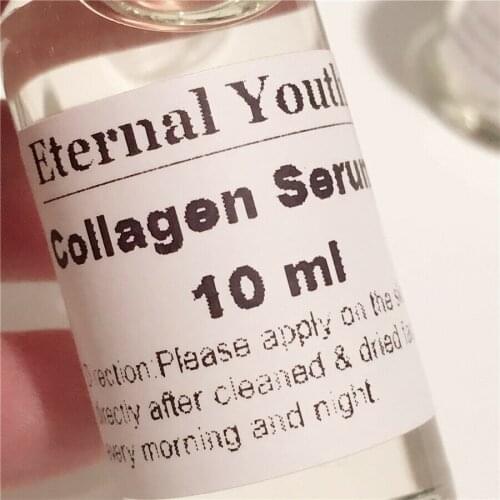 Eternal Youth
Collagen Serum
10 ml
Direction:Please apply on the
directly after cleaned & dried
every morning and night.